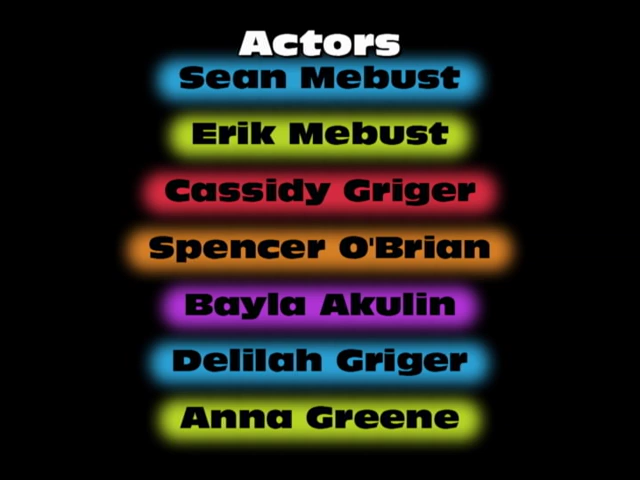 Actors
Sean Mebust
Erik Mebust
Cassidy Griger
Spencer O'Brian
Bayla Akulin
Delilah Griger
Anna Greene